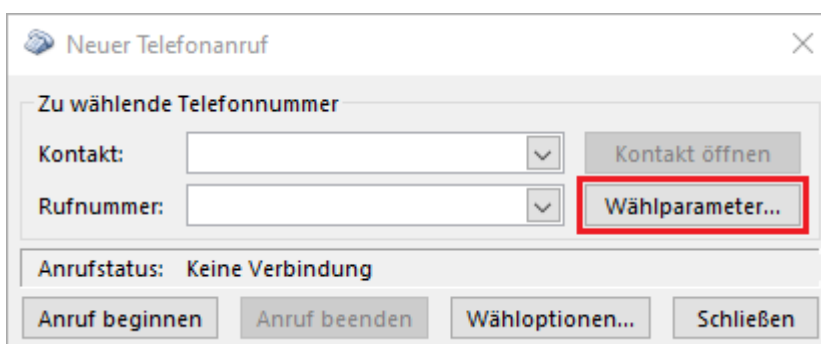 Neuer Telefonanruf
Zu wählende Telefonnummer
Kontakt: Kontakt öffnen
Rufnummer: Wählparameter...
Anrufstatus: Keine Verbindung
Anruf beginnen Anruf beenden Wähloptionen... Schließen